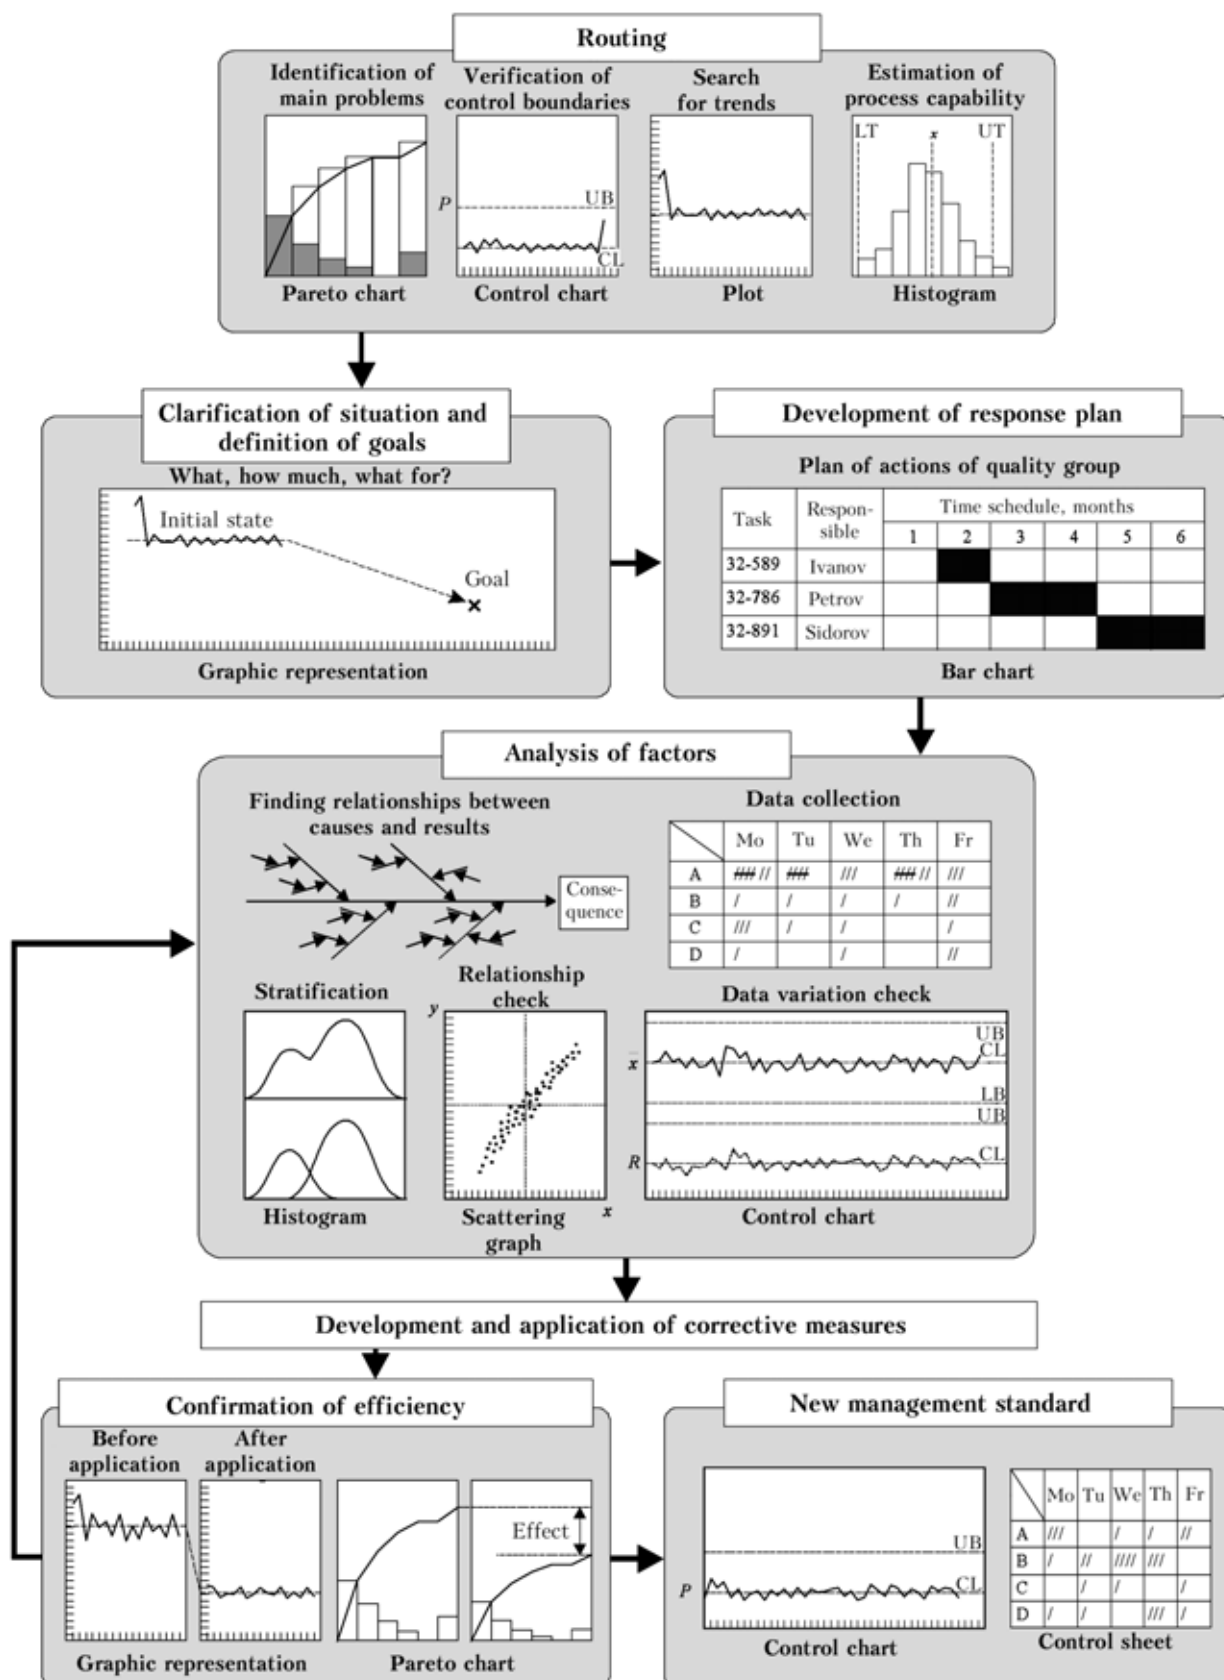 Routing
Identification of
main problems
Verification of
control boundaries
Search
for trends
Estimation of
process capability
P
UB
CL
LT
x
UT
Pareto chart
Control chart
Plot
Histogram
Clarification of situation and
definition of goals
What, how much, what for?
Initial state
Goal
Graphic representation
Development of response plan
Plan of actions of quality group
Task
Respon-
sible
Time schedule, months
1 2 3 4 5 6
32-589 Ivanov
32-786 Petrov
32-891 Sidorov
Bar chart
Analysis of factors
Finding relationships between
causes and results
Conse-
quence
Data collection
Mo Tu We Th Fr
A
B
C
D
Stratification
Histogram
Relationship
check
y
x
Scattering
graph
Data variation check
UB
CL
x
LB
UB
R
CL
Control chart
Development and application of corrective measures
Confirmation of efficiency
Before
application
After
application
Effect
Graphic representation
Pareto chart
New management standard
UB
P
CL
Control chart
Mo Tu We Th Fr
A
B
C
D
Control sheet